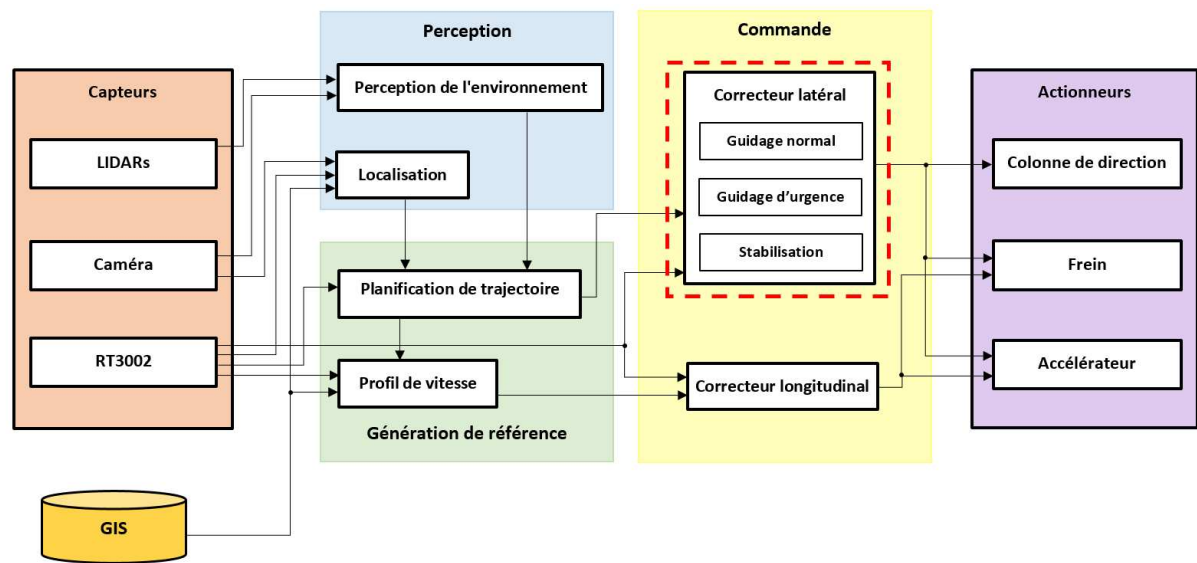 Capteurs
LIDARs
Caméra
RT3002
GIS
Perception
Perception de l'environnement
Localisation
Planification de trajectoire
Profil de vitesse
Génération de référence
Commande
Correcteur latéral
Guidage normal
Guidage d’urgence
Stabilisation
Correcteur longitudinal
Actionneurs
Colonne de direction
Frein
Accélérateur